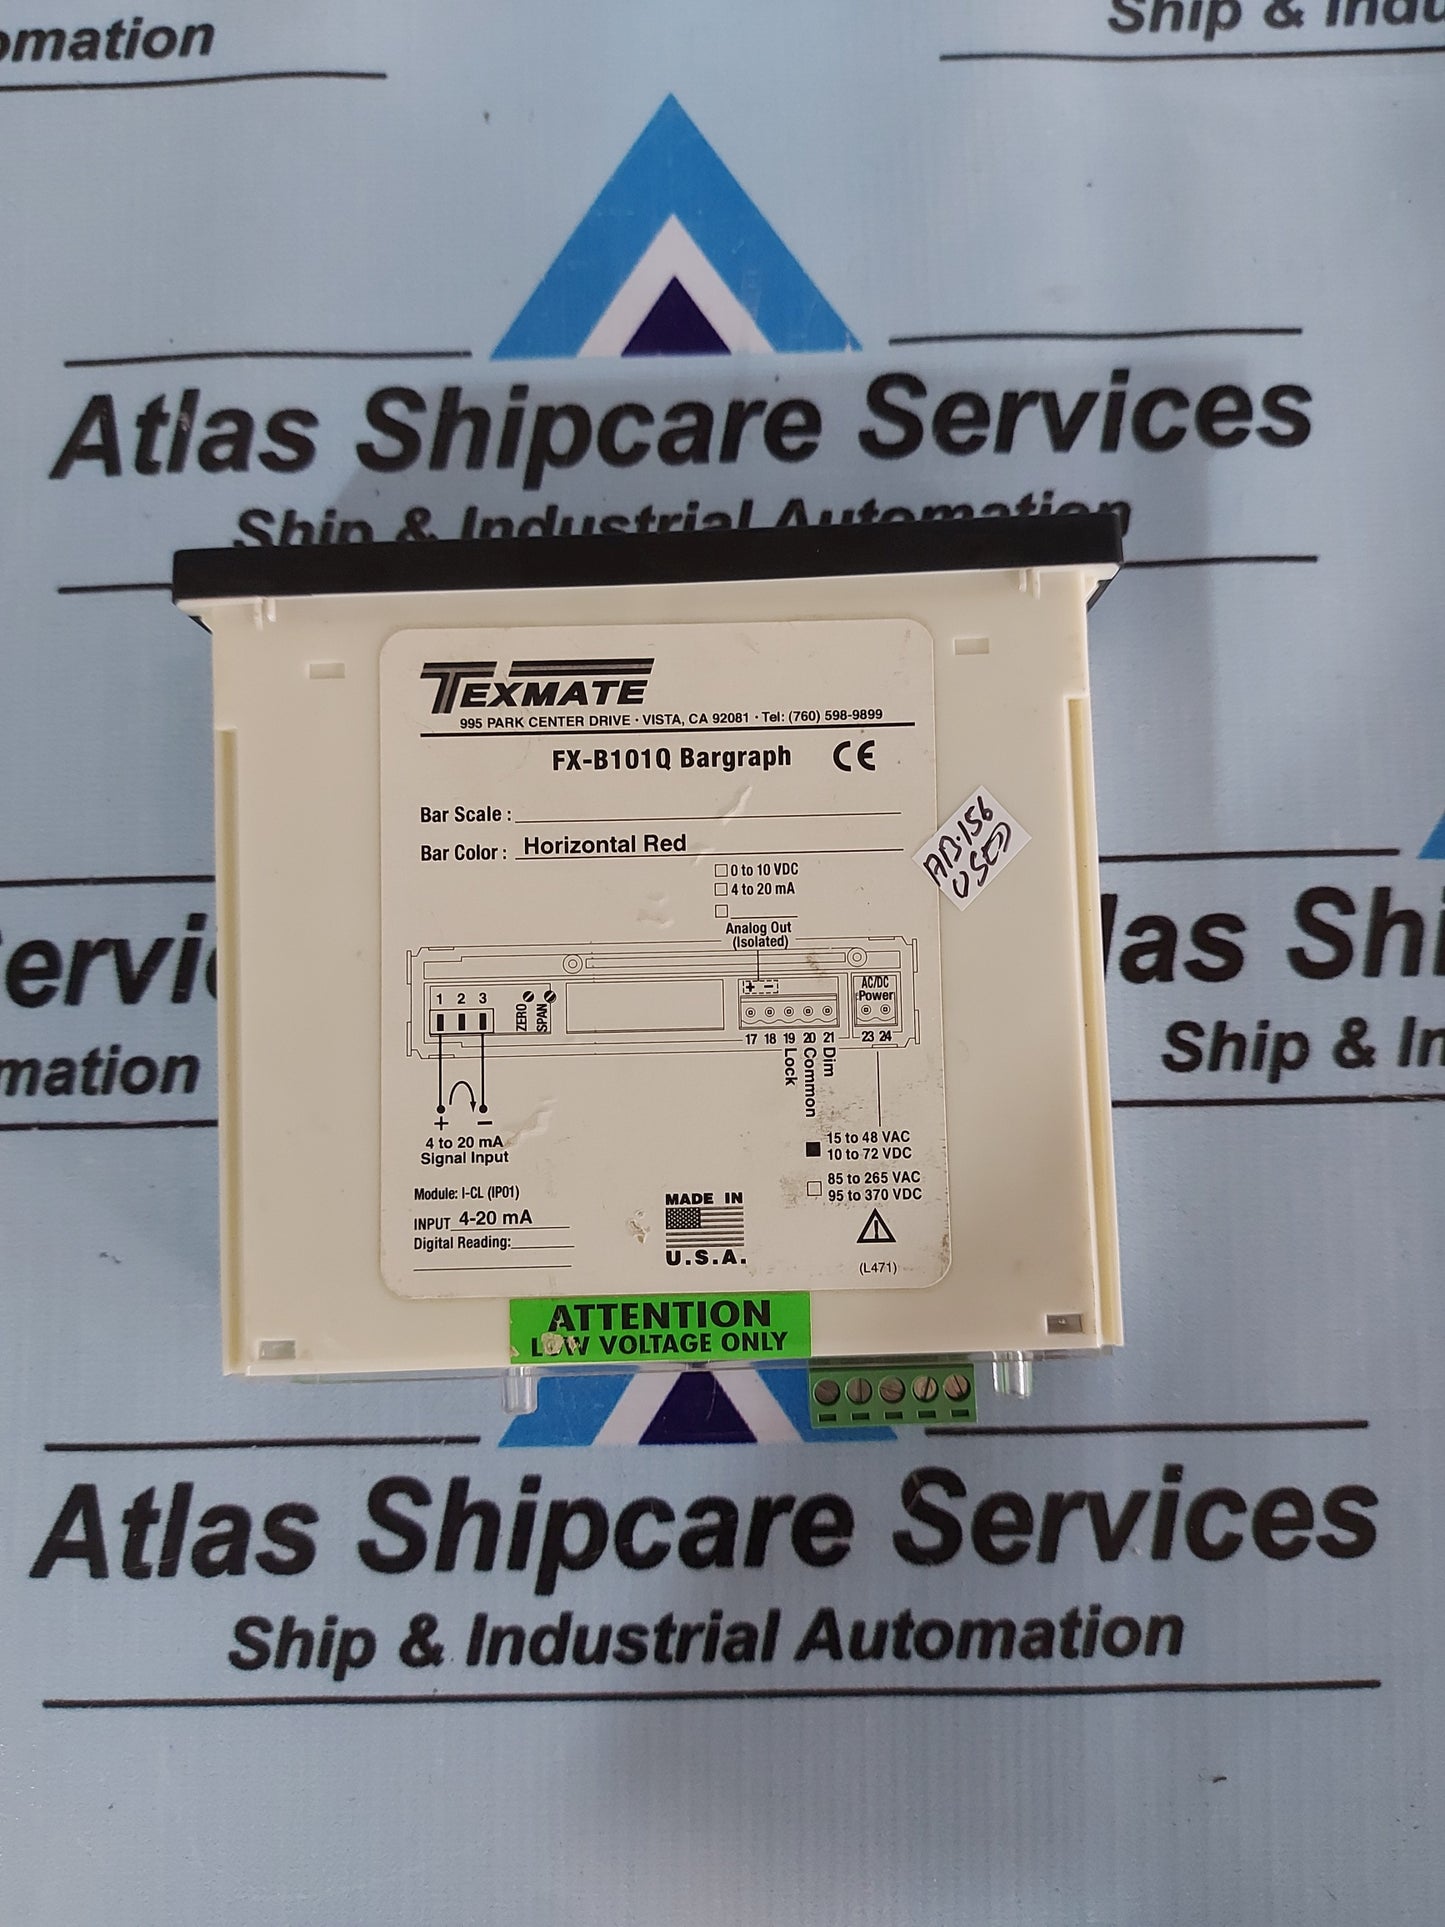 omation
Ship & Indu
Atlas Shipcare Services
Ship & Industrial Automation
TEXMATE
995 PARK CENTER DRIVE · VISTA, CA 92081 · Tel: (760) 598-9899
FX-B101Q Bargraph CE
Bar Scale :
Bar Color : Horizontal Red
AB-156
USED
0 to 10 VDC
4 to 20 mA
Analog Out
(Isolated)
1 2 3
ZERO
SPAN
+ -
AC/DC
Power
17 18 19 20 21 23 24
Lock
Common
Dim
+ -
4 to 20 mA
Signal Input
15 to 48 VAC
10 to 72 VDC
85 to 265 VAC
95 to 370 VDC
Module: I-CL (IP01)
INPUT 4-20 mA
Digital Reading:
MADE IN
U.S.A.
(L471)
ATTENTION
LOW VOLTAGE ONLY
ervi
mation
las Shi
Ship & In
Atlas Shipcare Services
Ship & Industrial Automation